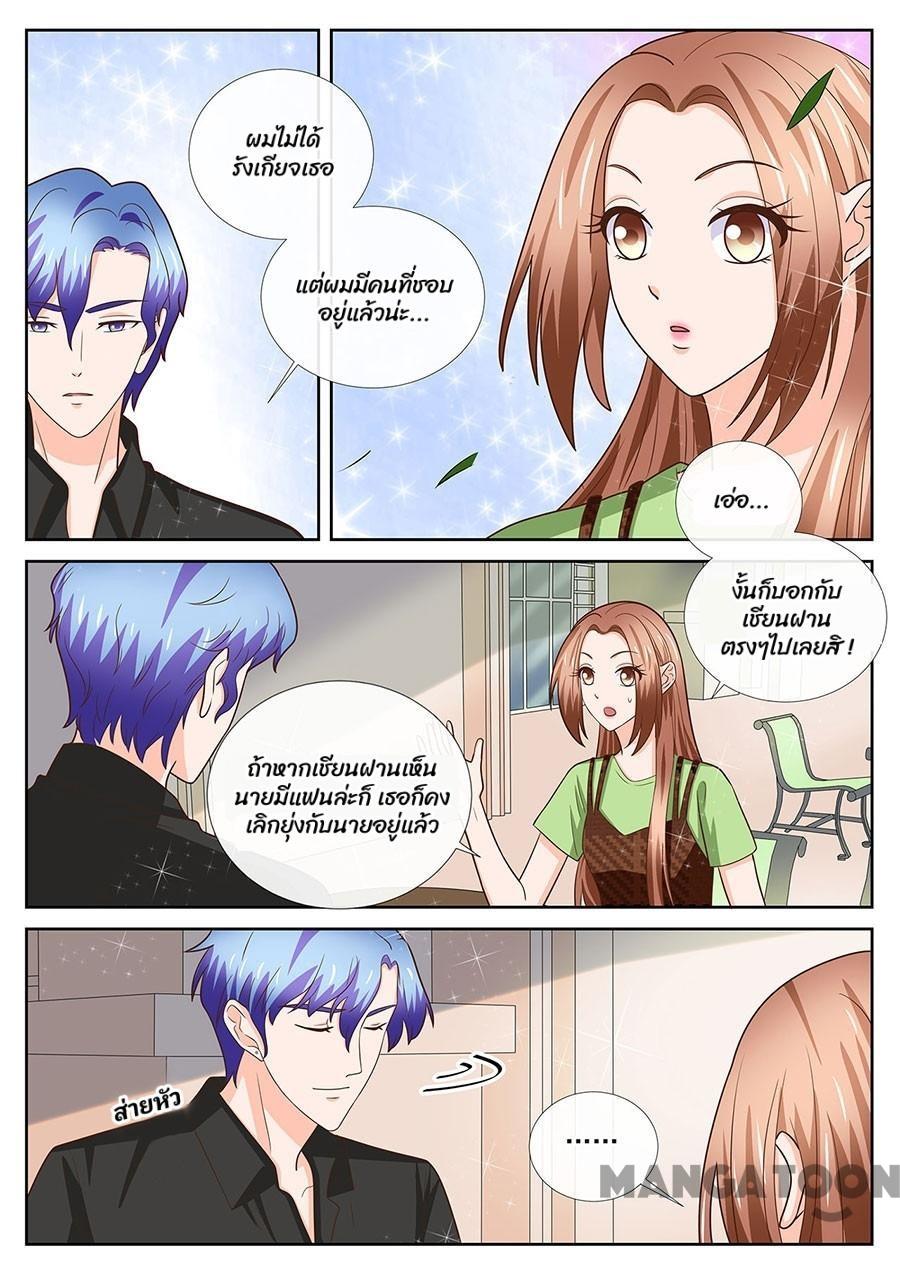 ผมไม่ได้
รังเกียจเธอ
แต่ผมมีคนที่ชอบ
อยู่แล้วน่ะ...
เอ่อ...
งั้นก็บอกกับ
เชียนฝาน
ตรงๆไปเลยสิ !
ถ้าหากเชียนฝานเห็น
นายมีแฟนล่ะก็ เธอก็คง
เลิกยุ่งกับนายอยู่แล้ว
ส่ายหัว
......
MANGATOON